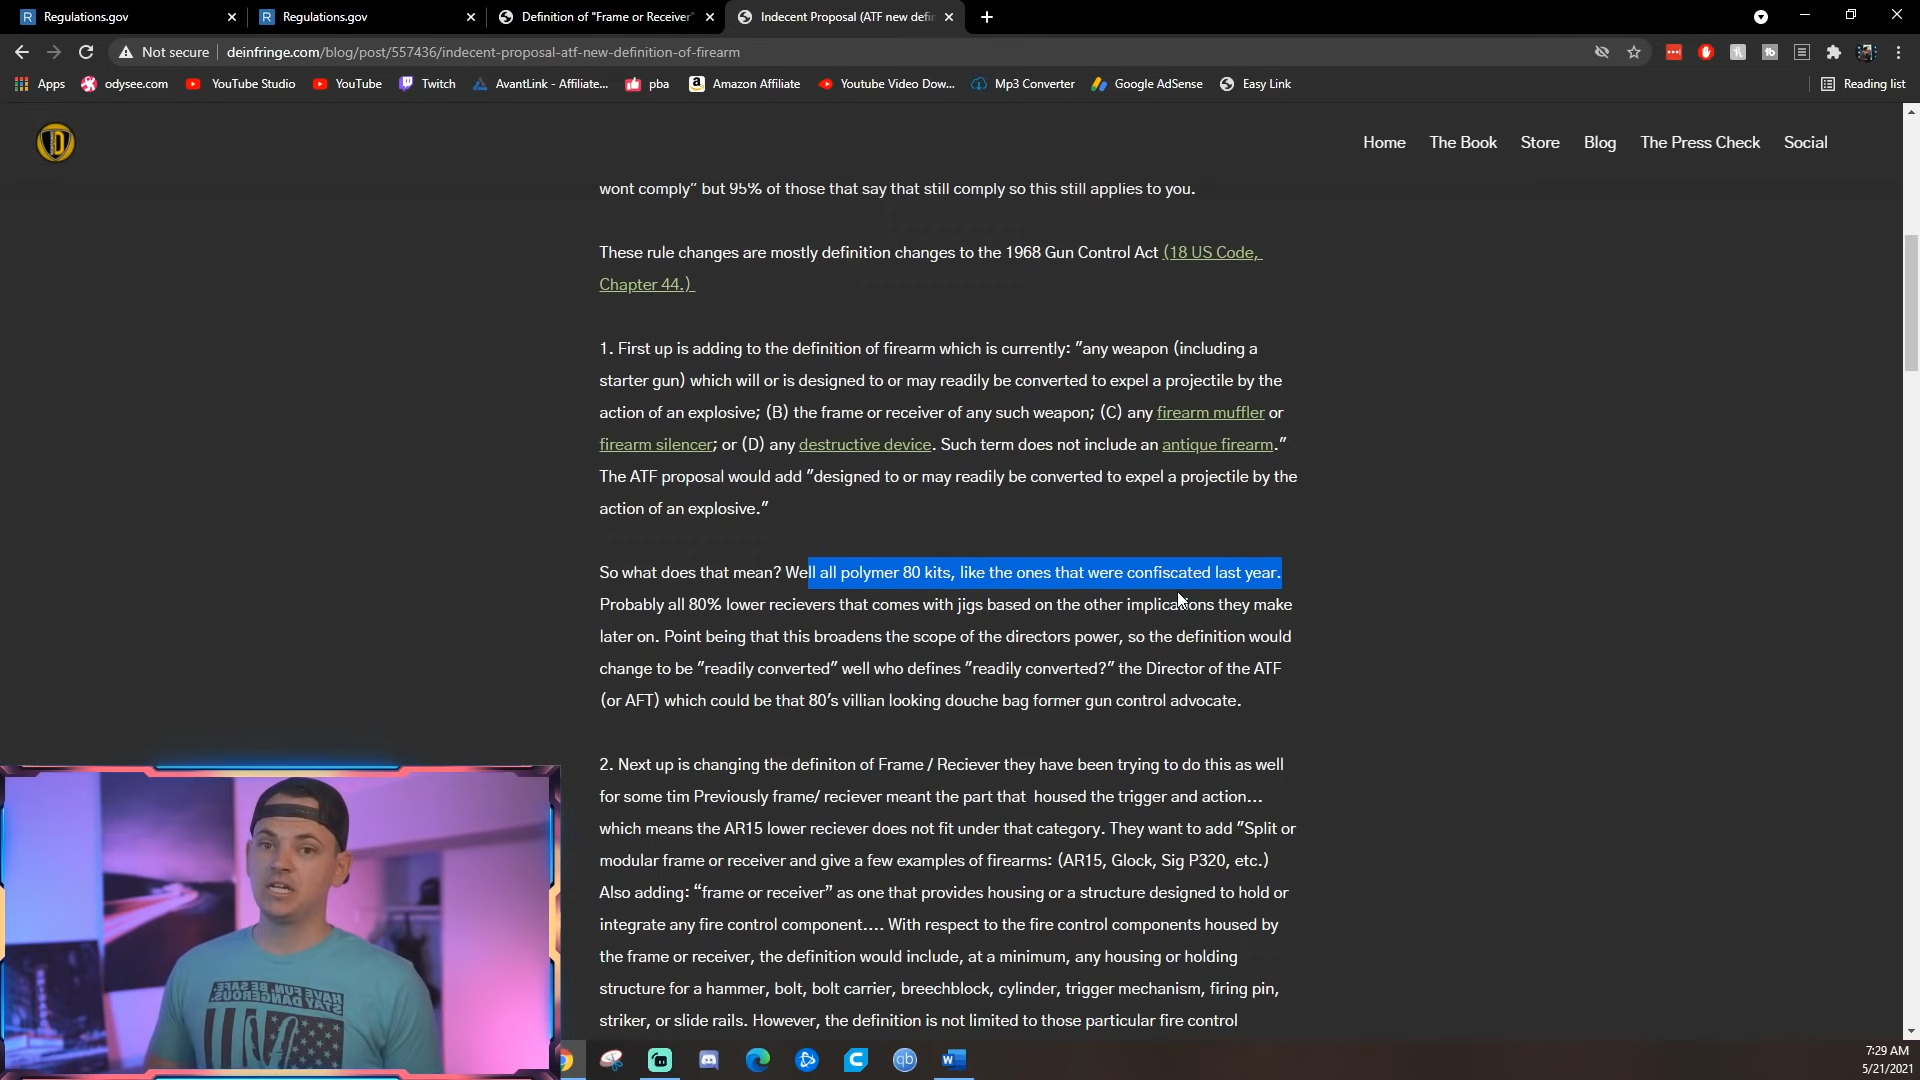 Regulations.gov
Regulations.gov
Definition of "Frame or Receiver"
Indecent Proposal (ATF new defin
Not secure
deinfringe.com/blog/post/557436/indecent-proposal-atf-new-definition-of-firearm
Apps
odysee.com
YouTube Studio
YouTube
Twitch
AvantLink - Affiliate...
pba
Amazon Affiliate
Youtube Video Dow...
Mp3 Converter
Google AdSense
Easy Link
Reading list
Home
The Book
Store
Blog
The Press Check
Social
wont comply" but 95% of those that say that still comply so this still applies to you.
These rule changes are mostly definition changes to the 1968 Gun Control Act (18 US Code,
Chapter 44.)
1. First up is adding to the definition of firearm which is currently: "any weapon (including a
starter gun) which will or is designed to or may readily be converted to expel a projectile by the
action of an explosive; (B) the frame or receiver of any such weapon; (C) any firearm muffler or
firearm silencer; or (D) any destructive device. Such term does not include an antique firearm."
The ATF proposal would add "designed to or may readily be converted to expel a projectile by the
action of an explosive."
So what does that mean? Well all polymer 80 kits, like the ones that were confiscated last year.
Probably all 80% lower recievers that comes with jigs based on the other implications they make
later on. Point being that this broadens the scope of the directors power, so the definition would
change to be "readily converted" well who defines "readily converted?" the Director of the ATF
(or AFT) which could be that 80's villian looking douche bag former gun control advocate.
2. Next up is changing the definiton of Frame / Reciever they have been trying to do this as well
for some tim Previously frame/ reciever meant the part that  housed the trigger and action...
which means the AR15 lower reciever does not fit under that category. They want to add "Split or
modular frame or receiver and give a few examples of firearms: (AR15, Glock, Sig P320, etc.)
Also adding: “frame or receiver” as one that provides housing or a structure designed to hold or
integrate any fire control component.... With respect to the fire control components housed by
the frame or receiver, the definition would include, at a minimum, any housing or holding
structure for a hammer, bolt, bolt carrier, breechblock, cylinder, trigger mechanism, firing pin,
striker, or slide rails. However, the definition is not limited to those particular fire control
HAVE FUN. BE SAFE.
STAY DANGEROUS.
7:29 AM
5/21/2021